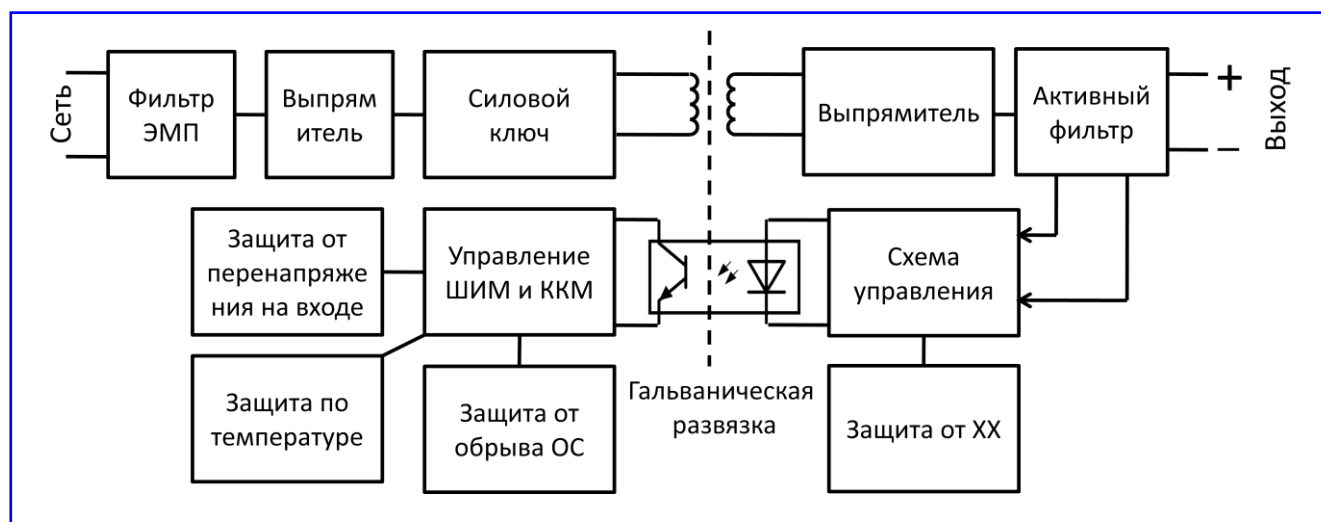 Сеть
Фильтр
ЭМП
Выпрям
итель
Силовой
ключ
Выпрямитель
Активный
фильтр
+
−
Выход
Защита от
перенапряже
ния на входе
Управление
ШИМ и ККМ
Схема
управления
Защита по
температуре
Защита от
обрыва ОС
Гальваническая
развязка
Защита от ХХ